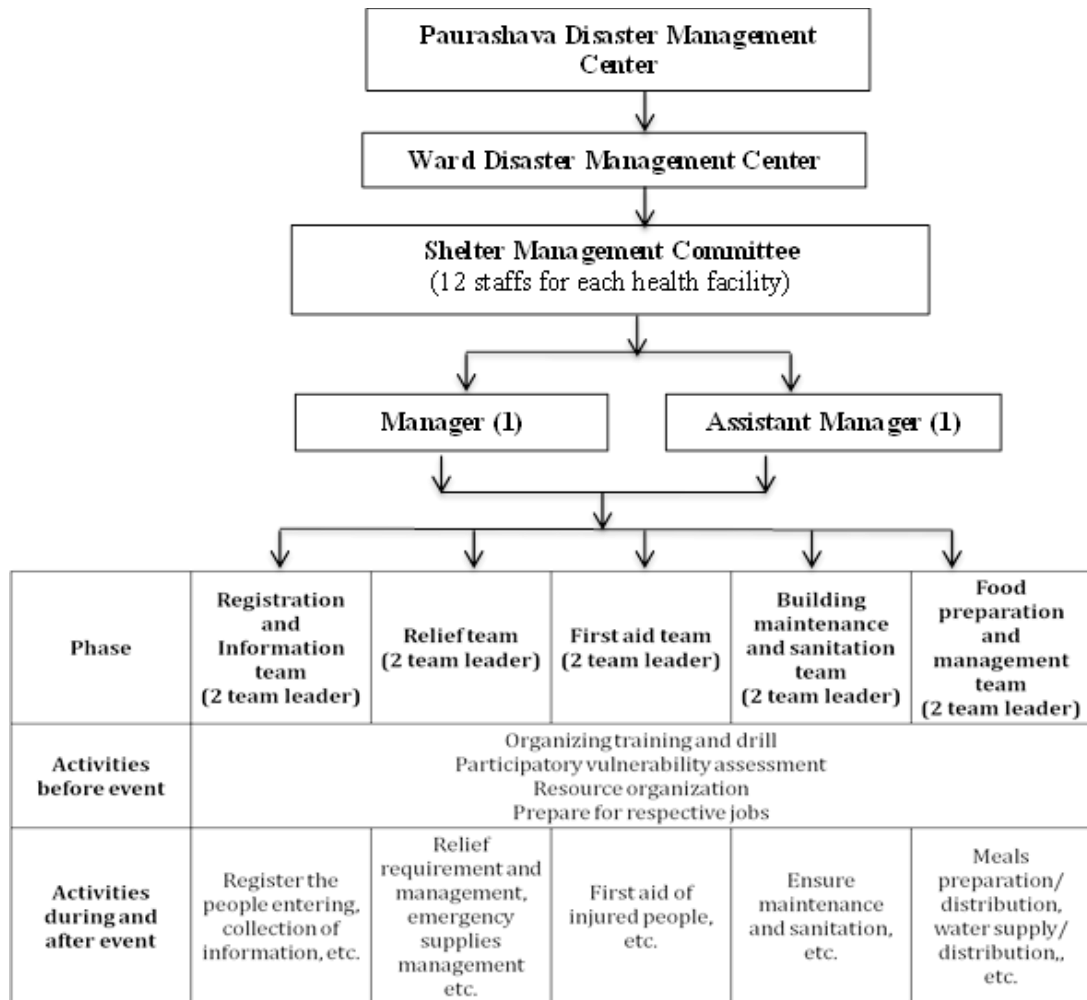 Paurashava Disaster Management
Center
Ward Disaster Management Center
Shelter Management Committee
(12 staffs for each health facility)
Manager (1)
Assistant Manager (1)
Phase
Registration
and
Information
team
(2 team leader)
Relief team
(2 team leader)
First aid team
(2 team leader)
Building
maintenance
and sanitation
team
(2 team leader)
Food
preparation
and
management
team
(2 team leader)
Activities
before event
Organizing training and drill
Participatory vulnerability assessment
Resource organization
Prepare for respective jobs
Activities
during and
after event
Register the
people entering,
collection of
information, etc.
Relief
requirement and
management,
emergency
supplies
management
etc.
First aid of
injured people,
etc.
Ensure
maintenance
and sanitation,
etc.
Meals
preparation/
distribution,
water supply/
distribution,,
etc.